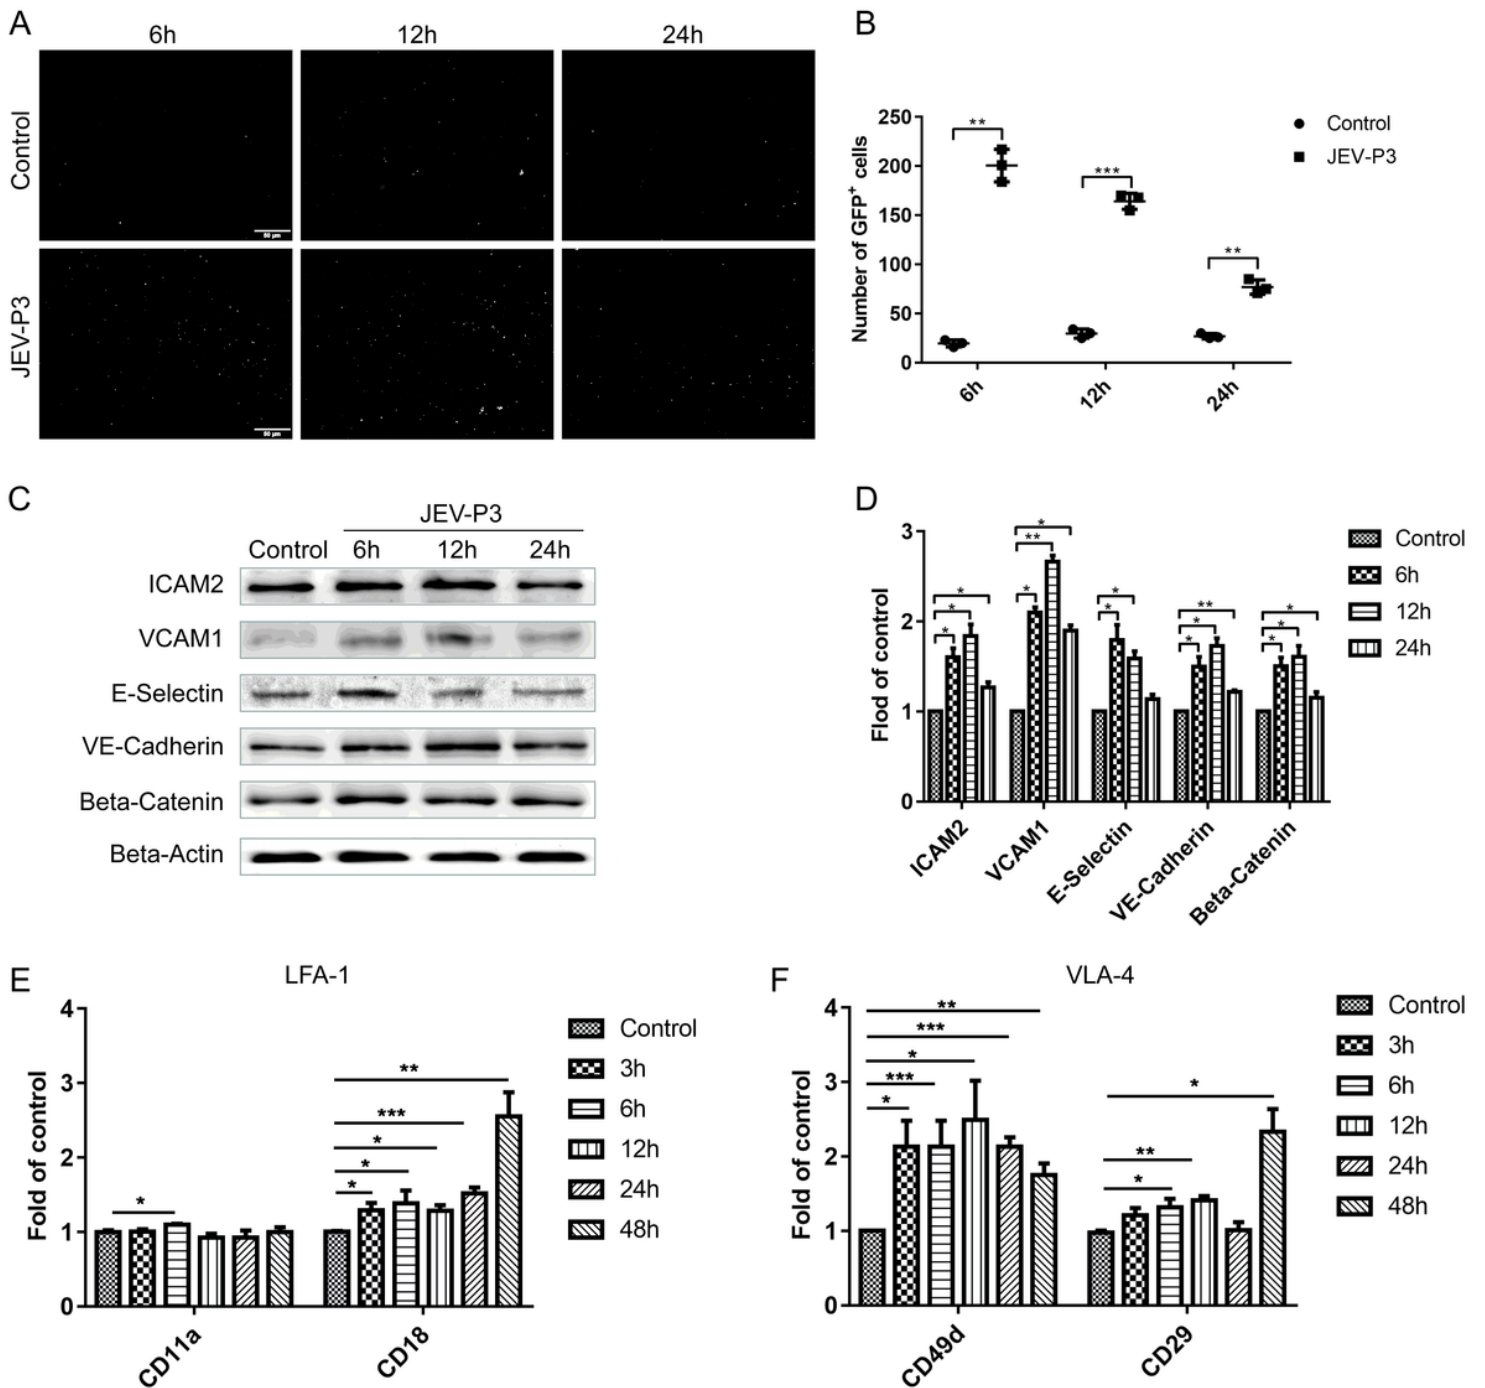 A
6h 12h 24h
Control
50 µm
JEV-P3
50 µm
B
Number of GFP+ cells
250
200
150
100
50
0
** *** **
6h 12h 24h
Control
JEV-P3
C
JEV-P3
Control 6h 12h 24h
ICAM2
VCAM1
E-Selectin
VE-Cadherin
Beta-Catenin
Beta-Actin
D
Flod of control
3
2
1
0
* * *
* ** *
* *
* * **
* * *
ICAM2 VCAM1 E-Selectin VE-Cadherin Beta-Catenin
Control
6h
12h
24h
E
LFA-1
Fold of control
4
3
2
1
0
*
**
***
*
*
*
CD11a CD18
Control
3h
6h
12h
24h
48h
F
VLA-4
Fold of control
4
3
2
1
0
**
***
*
***
*
*
**
*
CD49d CD29
Control
3h
6h
12h
24h
48h